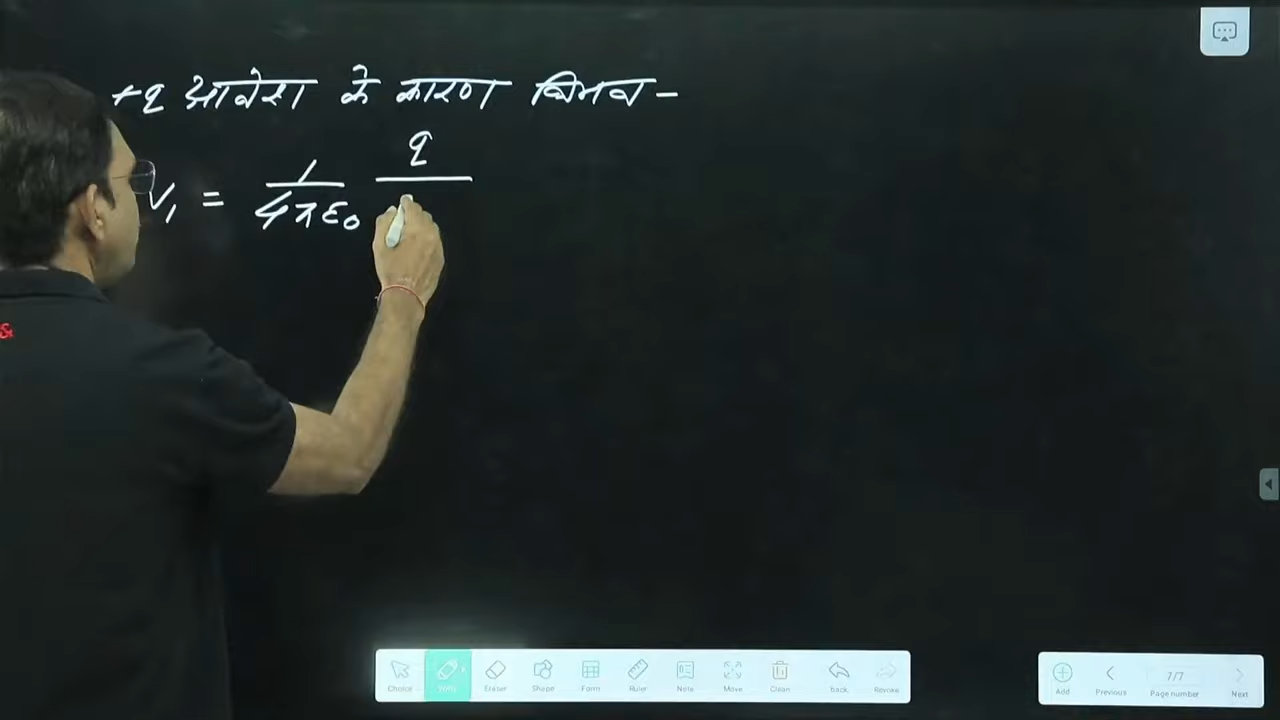 +q आवेश के कारण विभव -
V₁ = 1/4πε₀ q/
&
Choice
Eraser
Shape
Form
Ruler
Note
Move
Clean
back
Revoke
Add
Previous
7/7
Page number
Next